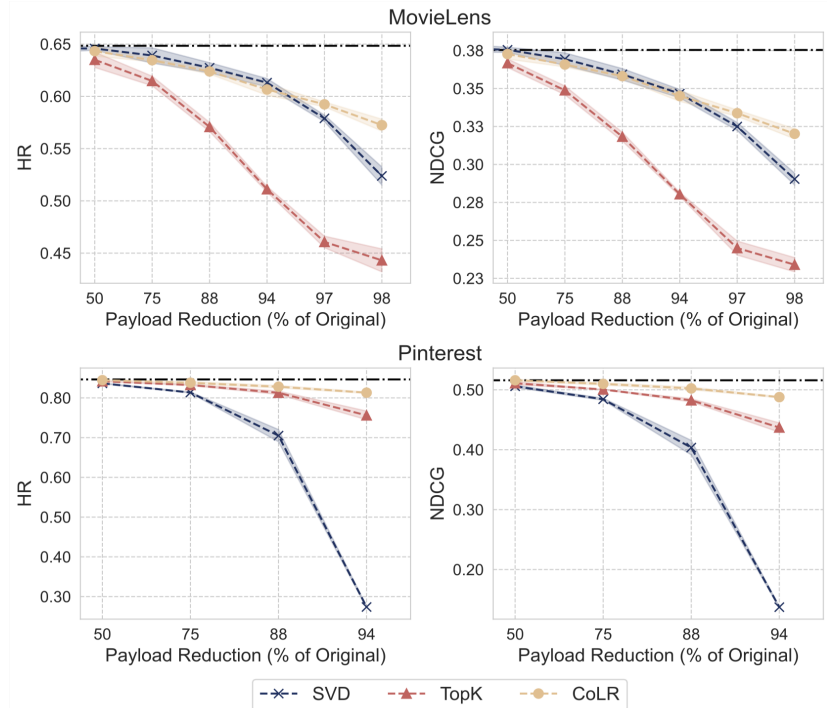 MovieLens
0.65
0.60
0.55
0.50
0.45
HR
50 75 88 94 97 98
Payload Reduction (% of Original)
0.38
0.35
0.33
0.30
0.28
0.25
0.23
NDCG
50 75 88 94 97 98
Payload Reduction (% of Original)
Pinterest
0.80
0.70
0.60
0.50
0.40
0.30
HR
50 75 88 94
Payload Reduction (% of Original)
0.50
0.40
0.30
0.20
NDCG
50 75 88 94
Payload Reduction (% of Original)
SVD TopK CoLR